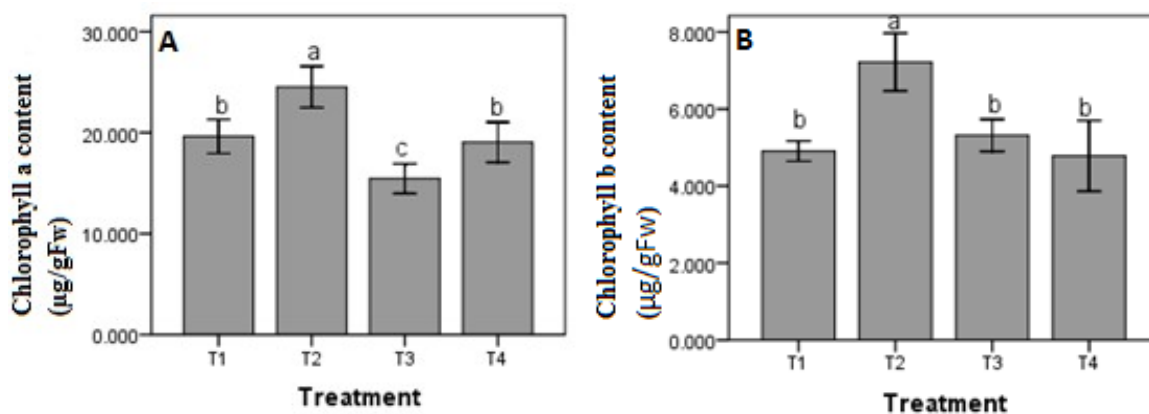 A
Chlorophyll a content
(µg/gFw)
30.000
20.000
10.000
0.000
b
a
c
b
T1 T2 T3 T4
Treatment
B
Chlorophyll b content
(µg/gFw)
8.000
6.000
4.000
2.000
0.000
b
a
b
b
T1 T2 T3 T4
Treatment